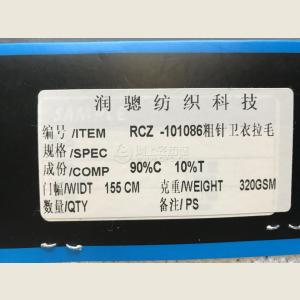 润骢纺织科技
编号/ITEM RCZ -101086粗针卫衣拉毛
规格/SPEC
成份/COMP 90%C 10%T
门幅/WIDT 155 CM 克重/WEIGHT 320GSM
数量/QTY 备注/PS